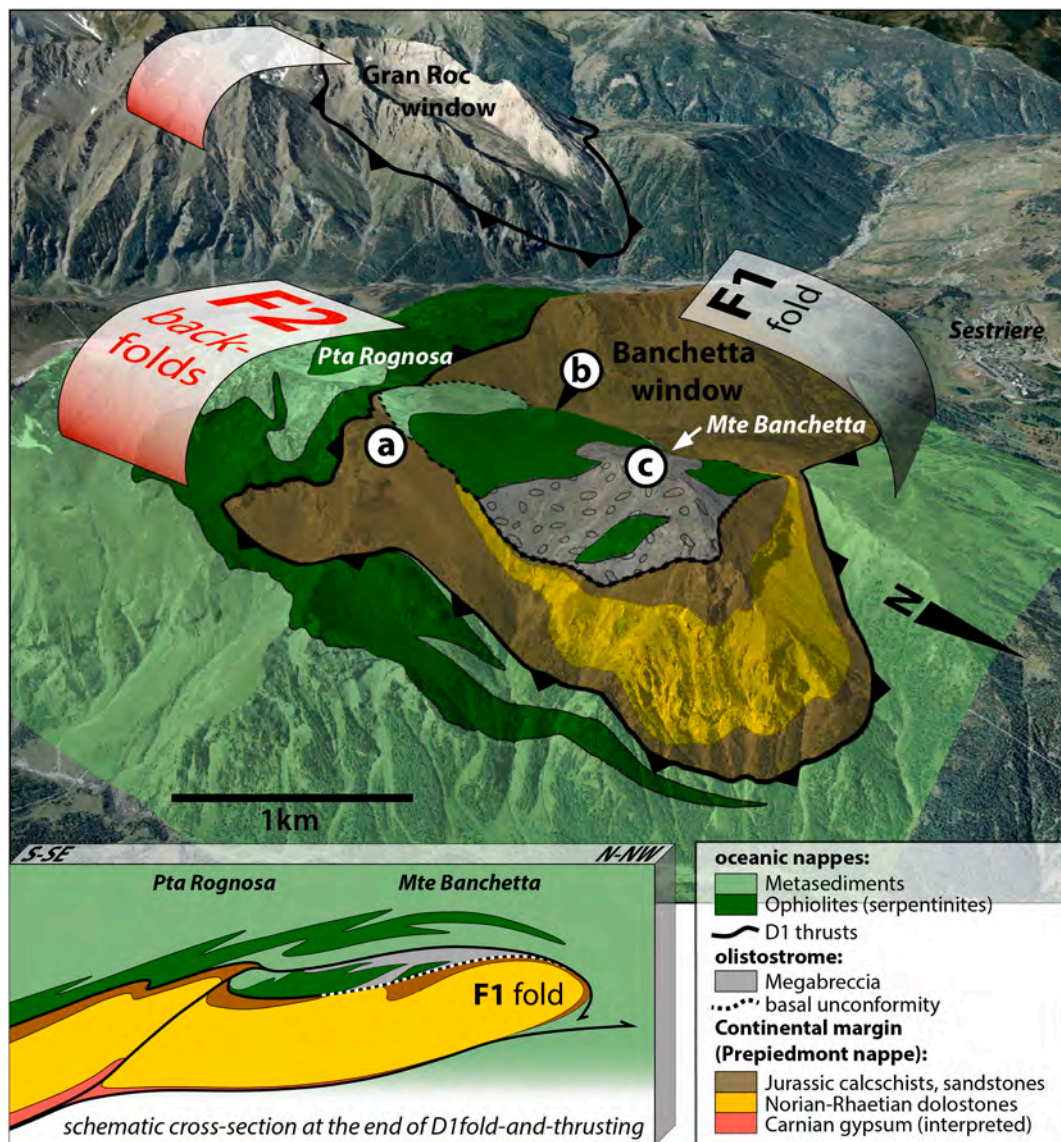 Gran Roc
window
F2
back-
folds
F1
fold
Pta Rognosa
Sestriere
Banchetta
window
b
Mte Banchetta
a
c
N
1km
S-SE
N-NW
Pta Rognosa
Mte Banchetta
F1 fold
schematic cross-section at the end of D1fold-and-thrusting
oceanic nappes:
Metasediments
Ophiolites (serpentinites)
D1 thrusts
olistostrome:
Megabreccia
basal unconformity
Continental margin
(Prepiedmont nappe):
Jurassic calcschists, sandstones
Norian-Rhaetian dolostones
Carnian gypsum (interpreted)